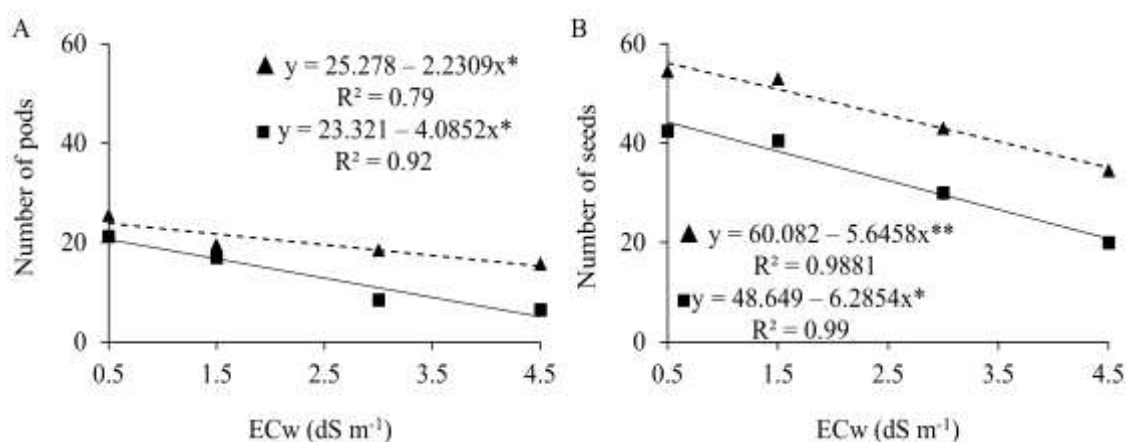 A
60
40
20
0
Number of pods
▲ y = 25.278 – 2.2309x*
R² = 0.79
■ y = 23.321 – 4.0852x*
R² = 0.92
0.5 1.5 2.5 3.5 4.5
ECw (dS m⁻¹)
B
60
40
20
0
Number of seeds
▲ y = 60.082 – 5.6458x**
R² = 0.9881
■ y = 48.649 – 6.2854x*
R² = 0.99
0.5 1.5 2.5 3.5 4.5
ECw (dS m⁻¹)